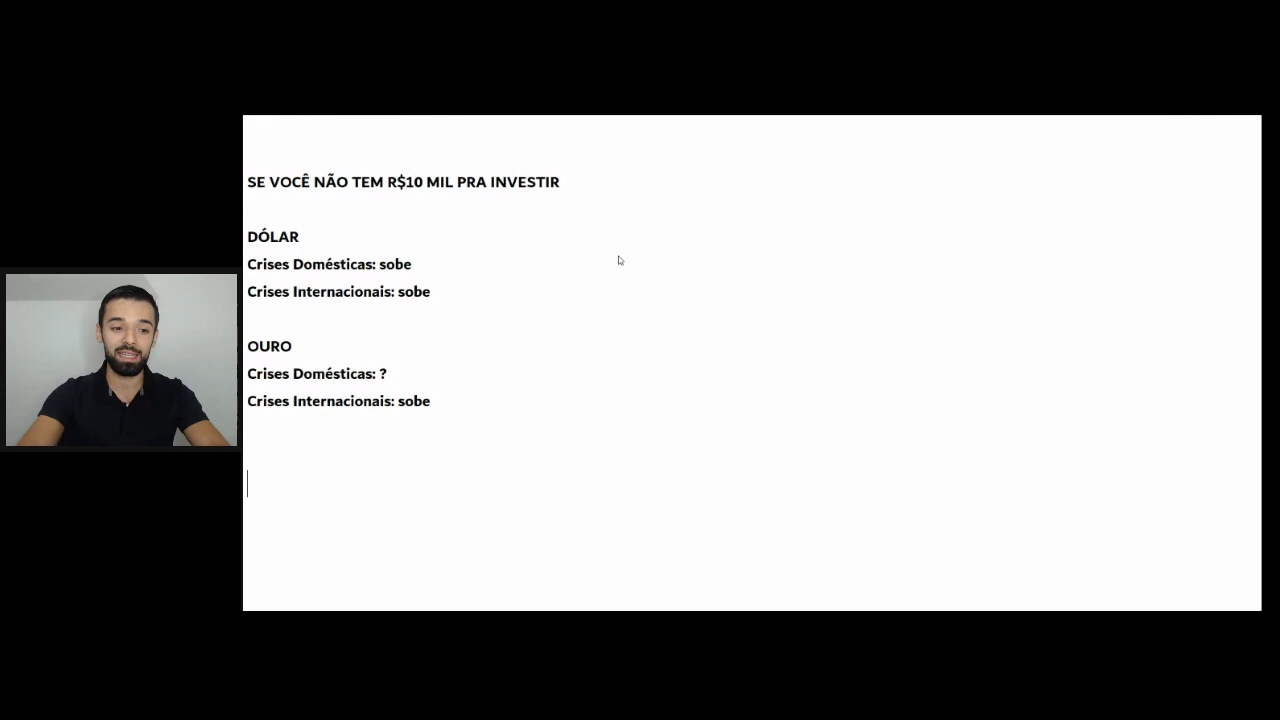 SE VOCÊ NÃO TEM R$10 MIL PRA INVESTIR
DÓLAR
Crises Domésticas: sobe
Crises Internacionais: sobe
OURO
Crises Domésticas: ?
Crises Internacionais: sobe